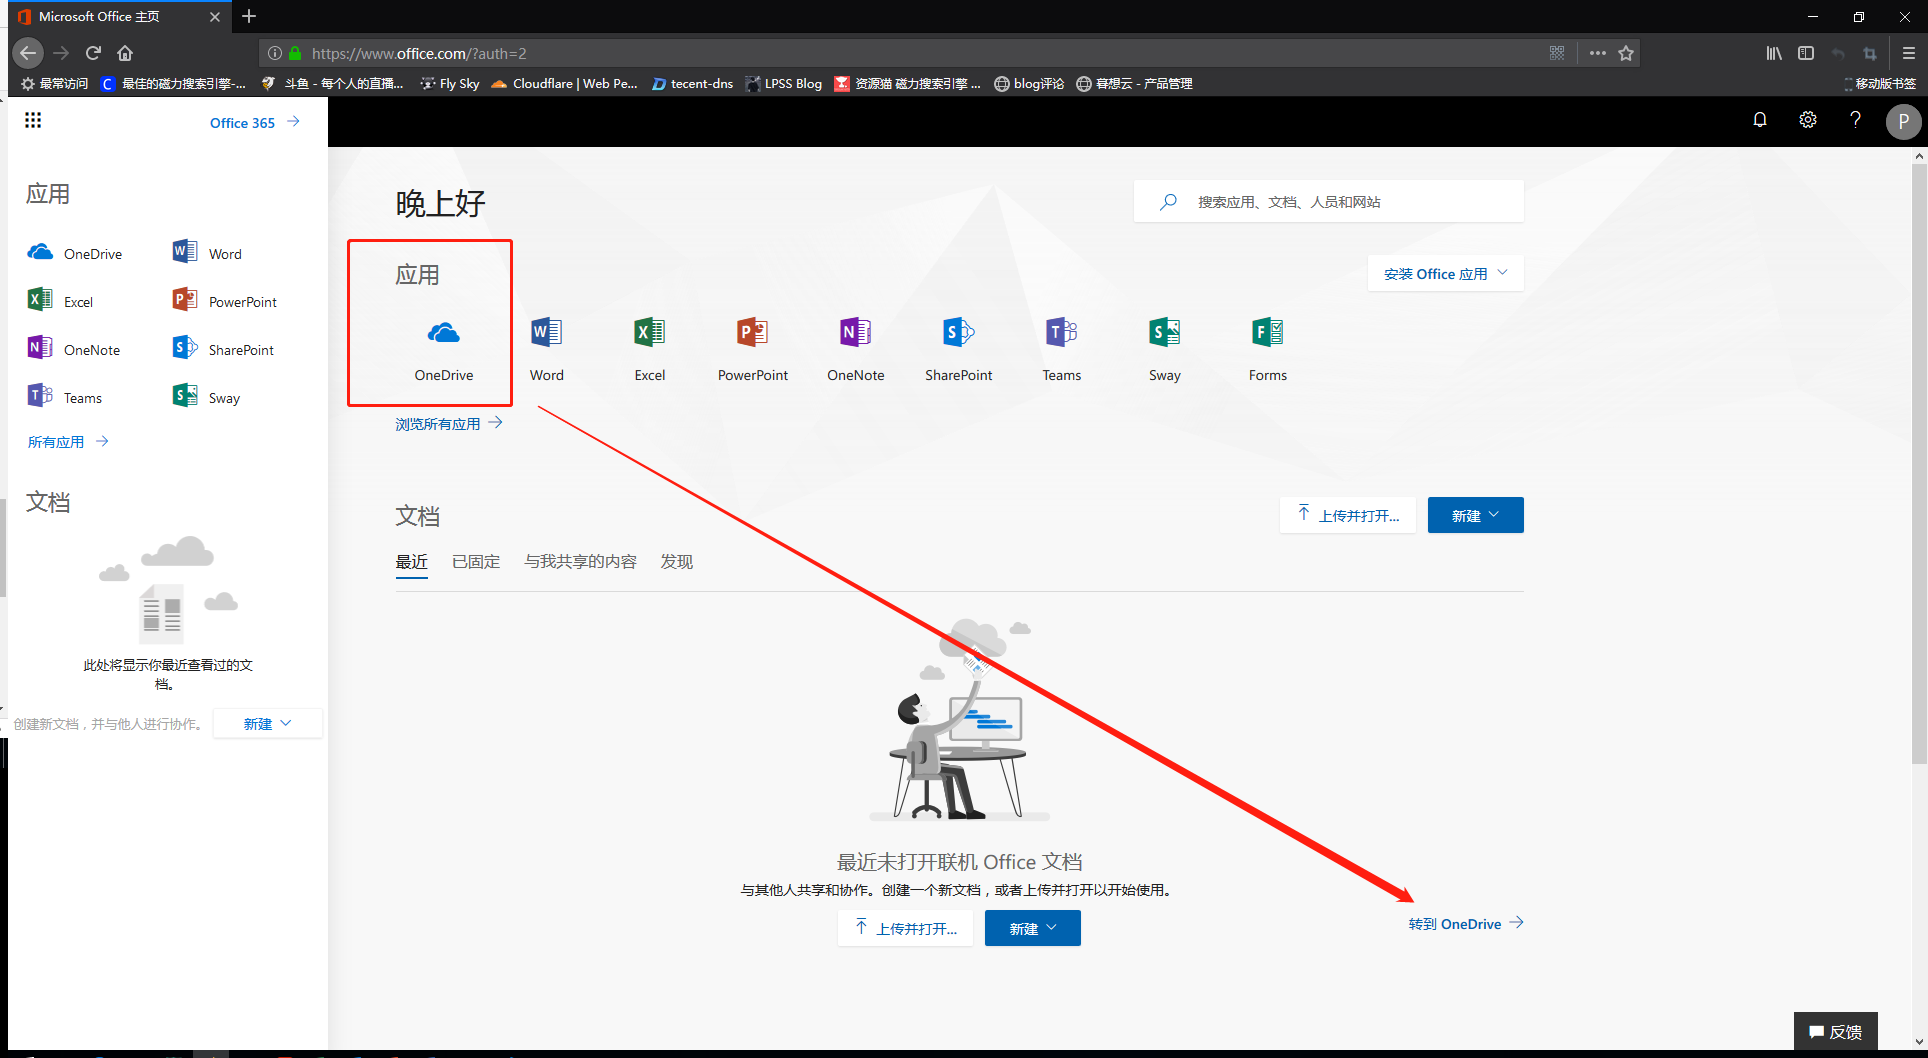 Microsoft Office 主页
https://www.office.com/?auth=2
最常访问
最佳的磁力搜索引擎-...
斗鱼 - 每个人的直播...
Fly Sky
Cloudflare | Web Pe...
tecent-dns
LPSS Blog
资源猫 磁力搜索引擎 ...
blog评论
暮想云 - 产品管理
移动版书签
Office 365
P
应用
OneDrive
Word
Excel
PowerPoint
OneNote
SharePoint
Teams
Sway
所有应用
文档
此处将显示你最近查看过的文
档。
创建新文档，并与他人进行协作。
新建
晚上好
搜索应用、文档、人员和网站
应用
安装 Office 应用
OneDrive
Word
Excel
PowerPoint
OneNote
SharePoint
Teams
Sway
Forms
浏览所有应用
文档
上传并打开...
新建
最近
已固定
与我共享的内容
发现
最近未打开联机 Office 文档
与其他人共享和协作。创建一个新文档，或者上传并打开以开始使用。
上传并打开...
新建
转到 OneDrive
反馈